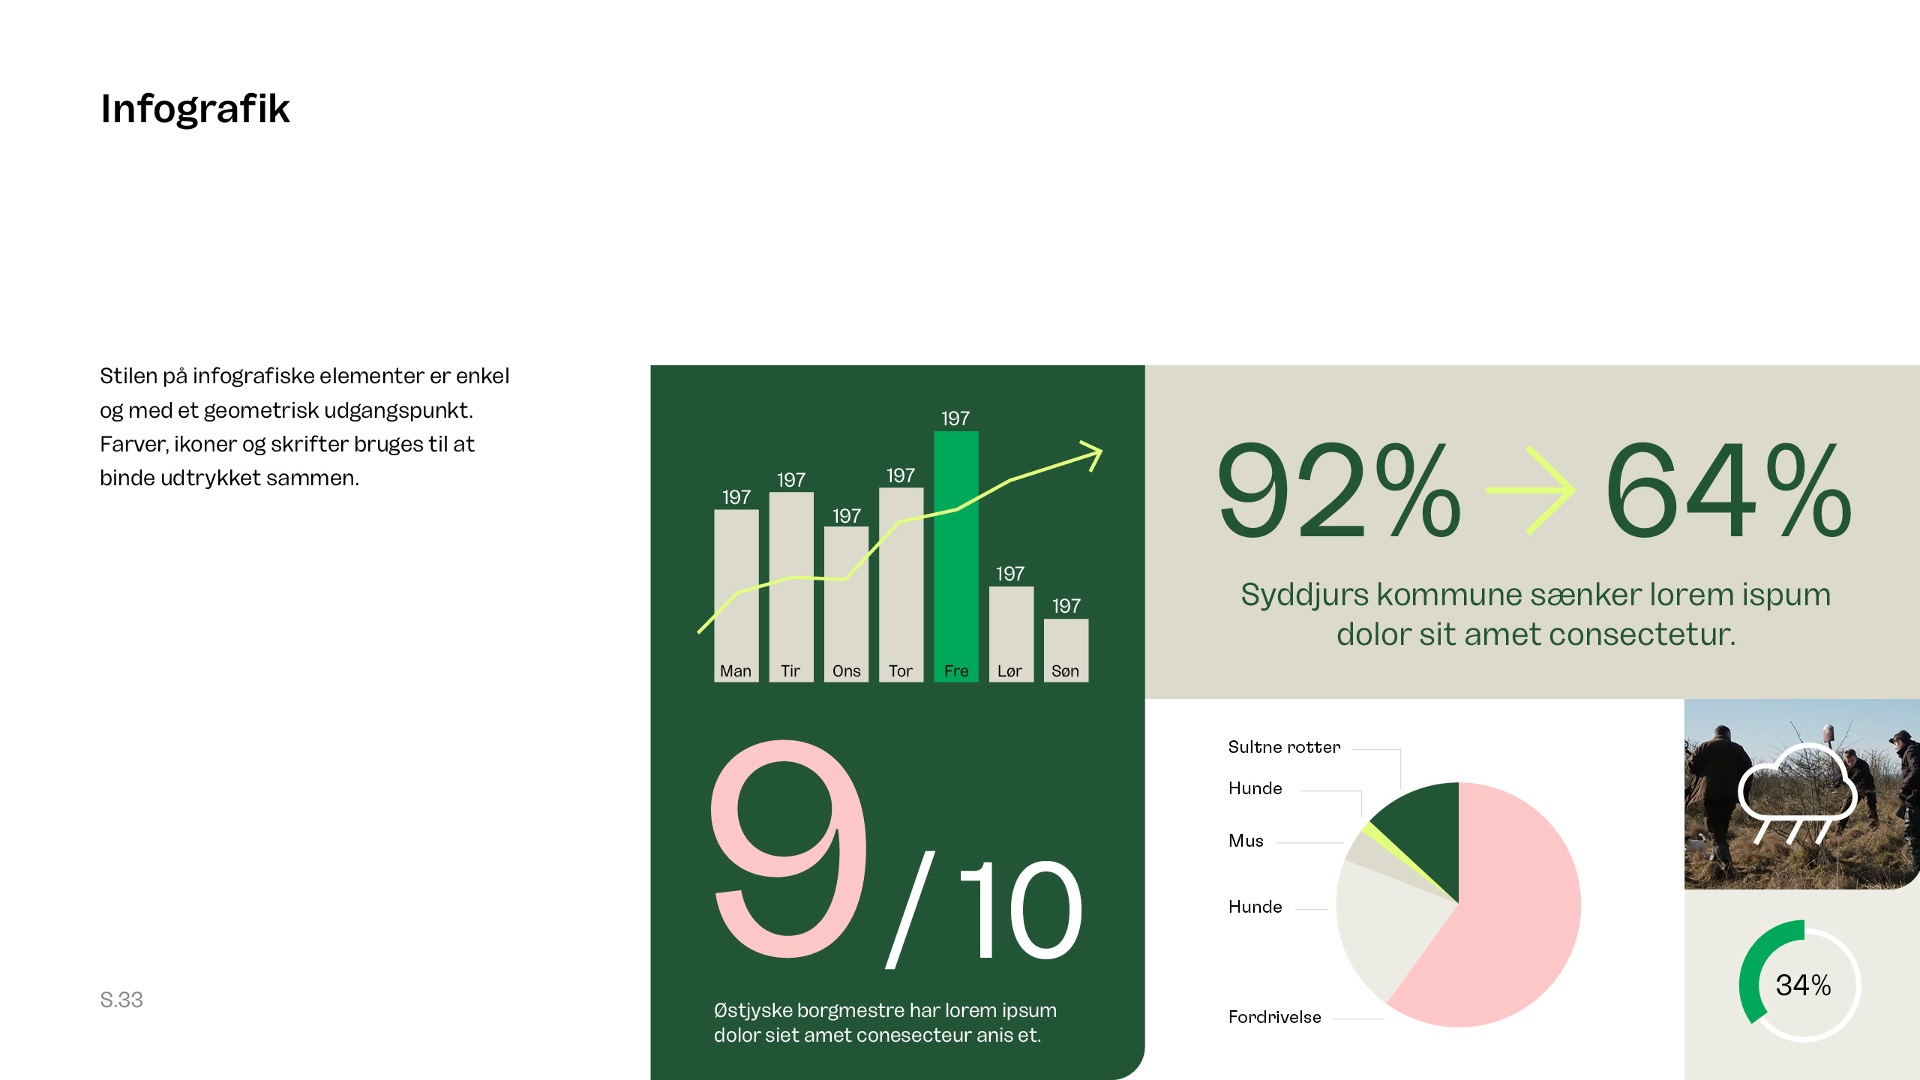 Infografik
Stilen på infografiske elementer er enkel
og med et geometrisk udgangspunkt.
Farver, ikoner og skrifter bruges til at
binde udtrykket sammen.
S.33
197
197
197
197
197
197
197
Man
Tir
Ons
Tor
Fre
Lør
Søn
9/10
Østjyske borgmestre har lorem ipsum
dolor siet amet conesecteur anis et.
92% → 64%
Syddjurs kommune sænker lorem ispum
dolor sit amet consectetur.
Sultne rotter
Hunde
Mus
Hunde
Fordrivelse
34%